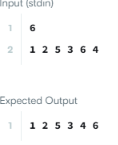 Input (stdin)
1 6
2 1 2 5 3 6 4
Expected Output
1 1 2 5 3 4 6